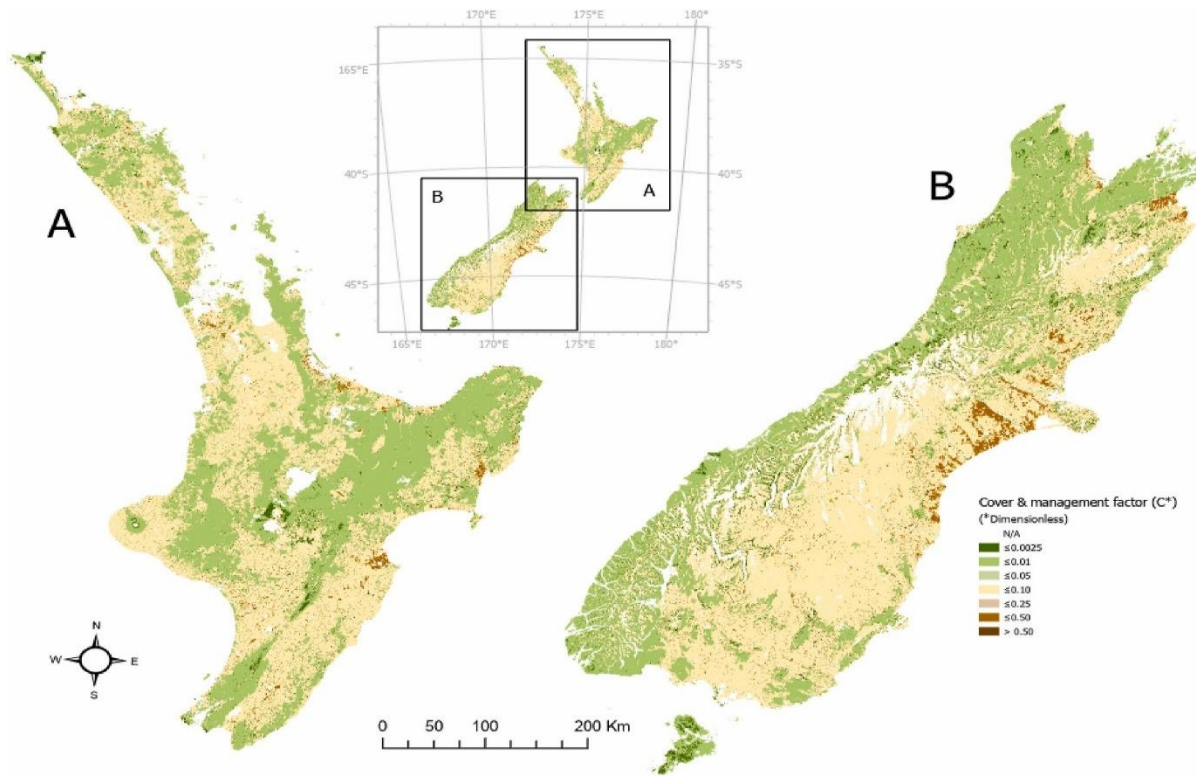 170°E
180°
165°E
35°S
40°S
40°S
45°S
45°S
165°E
170°E
175°E
180°
B
A
A
B
Cover & management factor (C*)
(*Dimensionless)
N/A
≤0.0025
≤0.01
≤0.05
≤0.10
≤0.25
≤0.50
> 0.50
N
W
E
S
0 50 100 200 Km